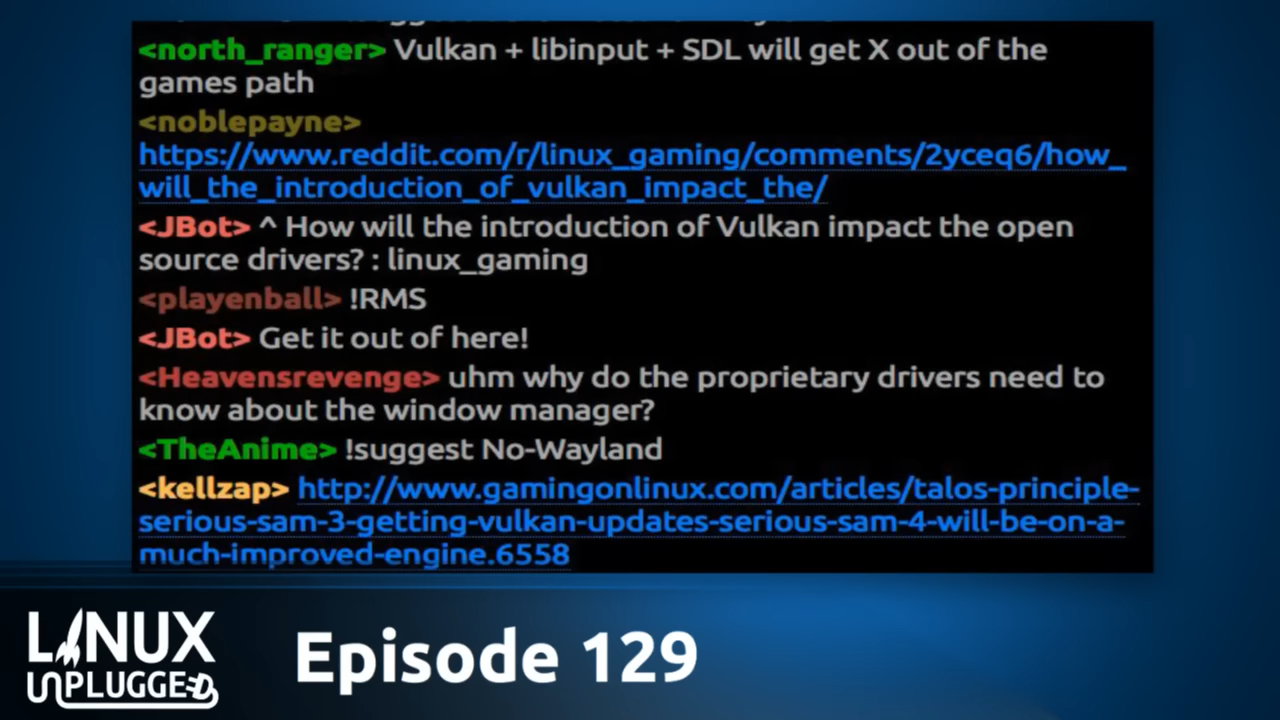 <north_ranger> Vulkan + libinput + SDL will get X out of the
games path
<noblepayne>
https://www.reddit.com/r/linux_gaming/comments/2yceq6/how_
will_the_introduction_of_vulkan_impact_the/
<JBot> ^ How will the introduction of Vulkan impact the open
source drivers? : linux_gaming
<playenball> !RMS
<JBot> Get it out of here!
<Heavensrevenge> uhm why do the proprietary drivers need to
know about the window manager?
<TheAnime> !suggest No-Wayland
<kellzap> http://www.gamingonlinux.com/articles/talos-principle-
serious-sam-3-getting-vulkan-updates-serious-sam-4-will-be-on-a-
much-improved-engine.6558
LINUX
UNPLUGGED
Episode 129